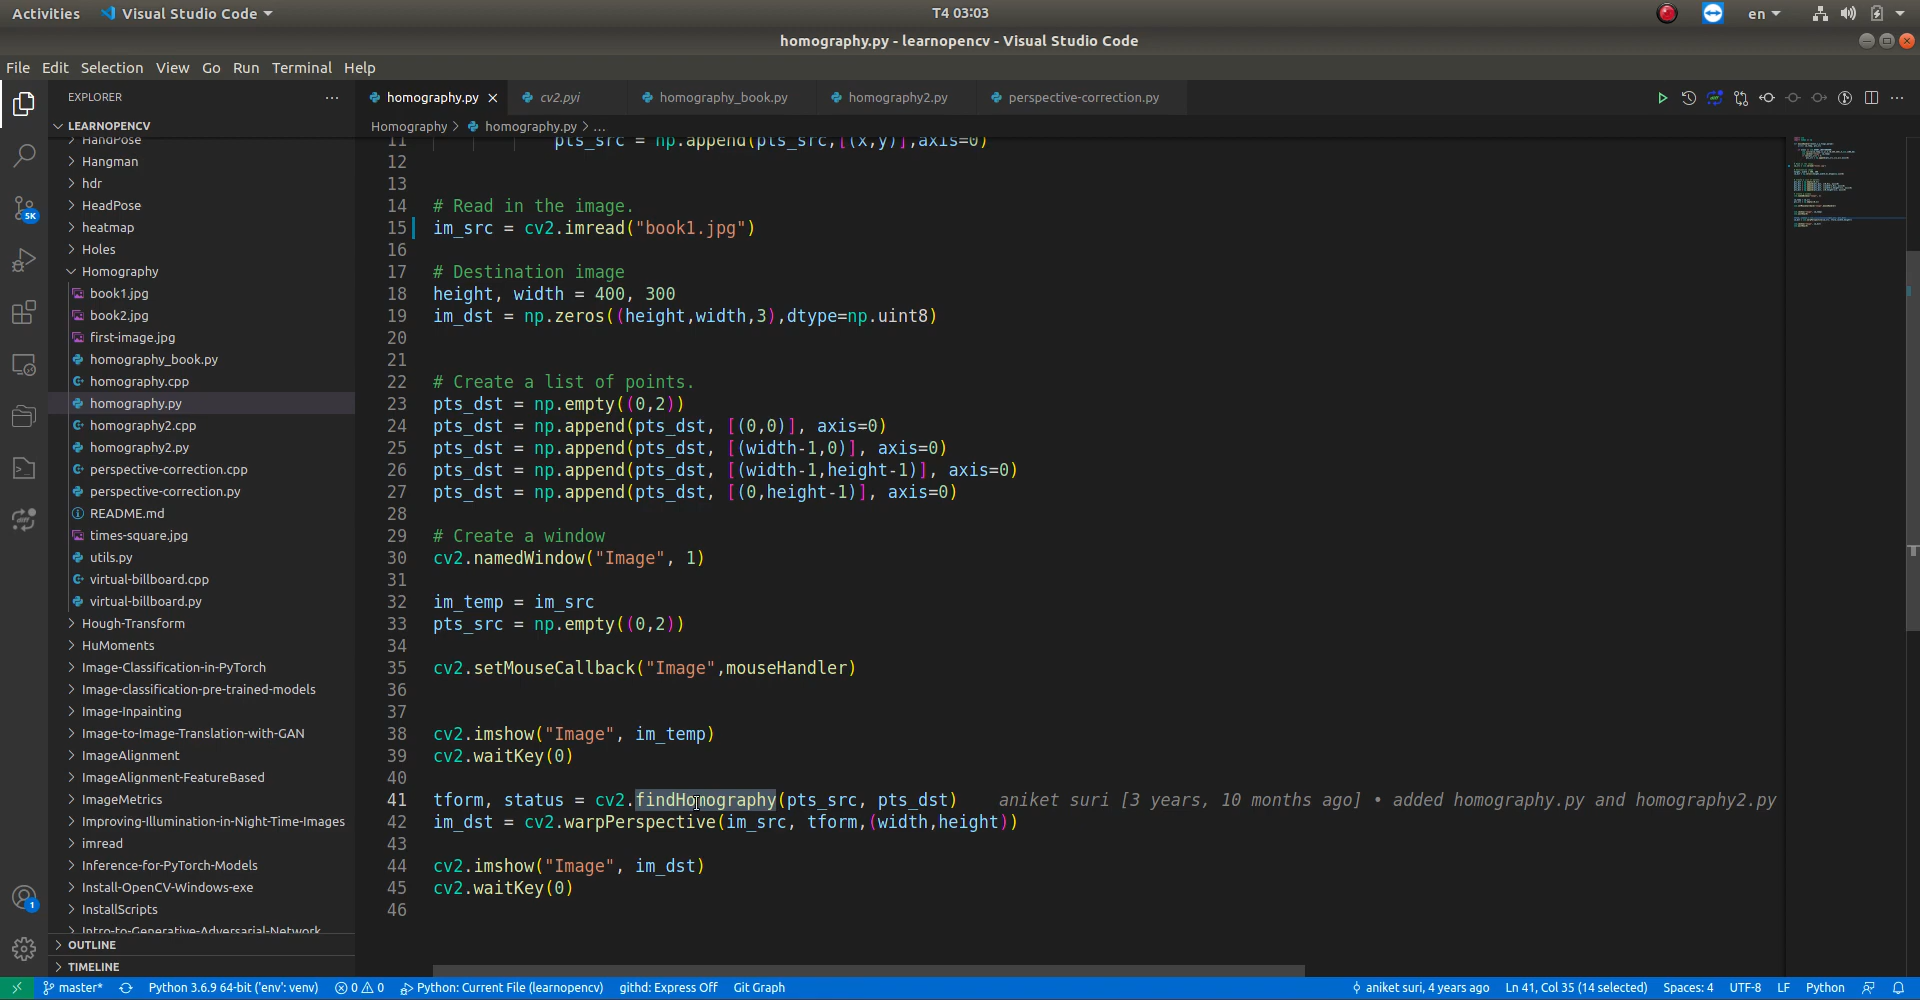 Activities Visual Studio Code T4 03:03 en
homography.py - learnopencv - Visual Studio Code
File Edit Selection View Go Run Terminal Help
EXPLORER
LEARNOPENCV
HandPose
Hangman
hdr
HeadPose
heatmap
Holes
Homography
book1.jpg
book2.jpg
first-image.jpg
homography_book.py
homography.cpp
homography.py
homography2.cpp
homography2.py
perspective-correction.cpp
perspective-correction.py
README.md
times-square.jpg
utils.py
virtual-billboard.cpp
virtual-billboard.py
Hough-Transform
HuMoments
Image-Classification-in-PyTorch
Image-classification-pre-trained-models
Image-Inpainting
Image-to-Image-Translation-with-GAN
ImageAlignment
ImageAlignment-FeatureBased
ImageMetrics
Improving-Illumination-in-Night-Time-Images
imread
Inference-for-PyTorch-Models
Install-OpenCV-Windows-exe
InstallScripts
Intro-to-Generative-Adversarial-Network
OUTLINE
TIMELINE
5K
1
homography.py cv2.pyi homography_book.py homography2.py perspective-correction.py
Homography > homography.py > ...
11 pts_src = np.append(pts_src,[(x,y)],axis=0)
12
13
14 # Read in the image.
15 im_src = cv2.imread("book1.jpg")
16
17 # Destination image
18 height, width = 400, 300
19 im_dst = np.zeros((height,width,3),dtype=np.uint8)
20
21
22 # Create a list of points.
23 pts_dst = np.empty((0,2))
24 pts_dst = np.append(pts_dst, [(0,0)], axis=0)
25 pts_dst = np.append(pts_dst, [(width-1,0)], axis=0)
26 pts_dst = np.append(pts_dst, [(width-1,height-1)], axis=0)
27 pts_dst = np.append(pts_dst, [(0,height-1)], axis=0)
28
29 # Create a window
30 cv2.namedWindow("Image", 1)
31
32 im_temp = im_src
33 pts_src = np.empty((0,2))
34
35 cv2.setMouseCallback("Image",mouseHandler)
36
37
38 cv2.imshow("Image", im_temp)
39 cv2.waitKey(0)
40
41 tform, status = cv2.findHomography(pts_src, pts_dst) aniket suri [3 years, 10 months ago] • added homography.py and homography2.py
42 im_dst = cv2.warpPerspective(im_src, tform,(width,height))
43
44 cv2.imshow("Image", im_dst)
45 cv2.waitKey(0)
46
master* Python 3.6.9 64-bit ('env': venv) 0 0 Python: Current File (learnopencv) githd: Express Off Git Graph aniket suri, 4 years ago Ln 41, Col 35 (14 selected) Spaces: 4 UTF-8 LF Python